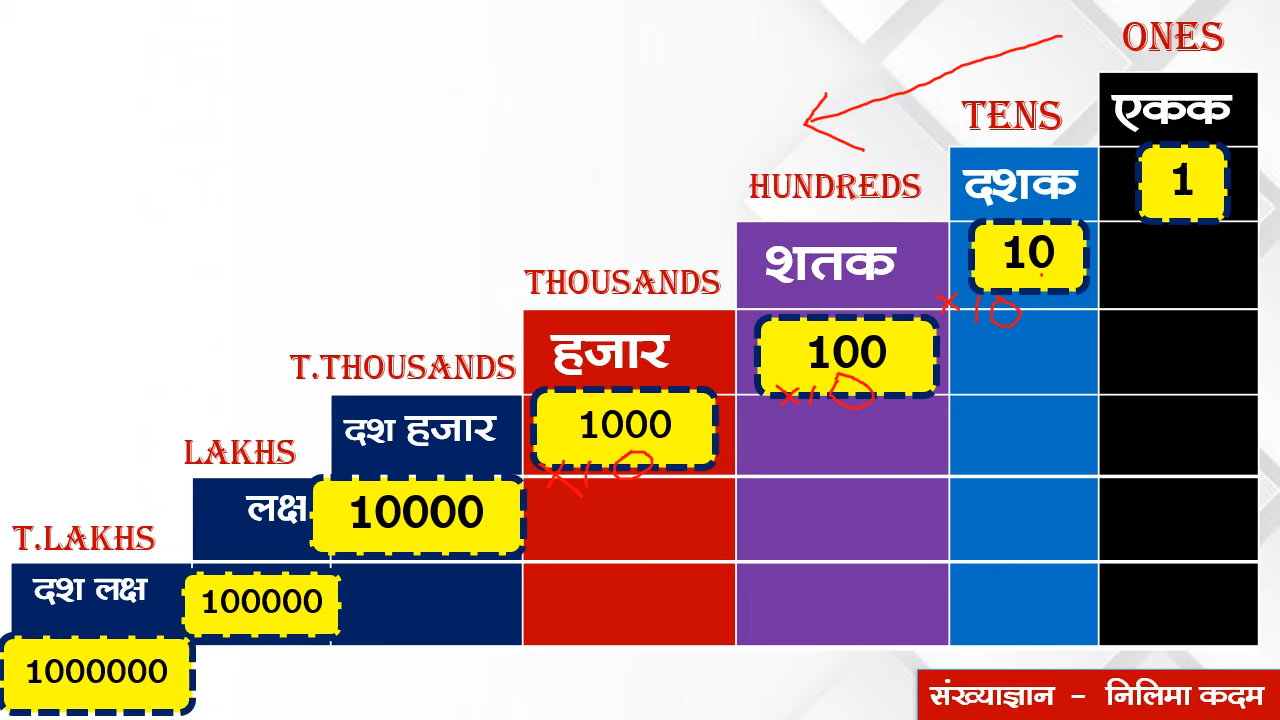 ONES
एकक
1
TENS
दशक
10
×10
HUNDREDS
शतक
100
×10
THOUSANDS
हजार
1000
×10
T.THOUSANDS
दश हजार
10000
LAKHS
लक्ष
100000
T.LAKHS
दश लक्ष
1000000
संख्याज्ञान - निलिमा कदम